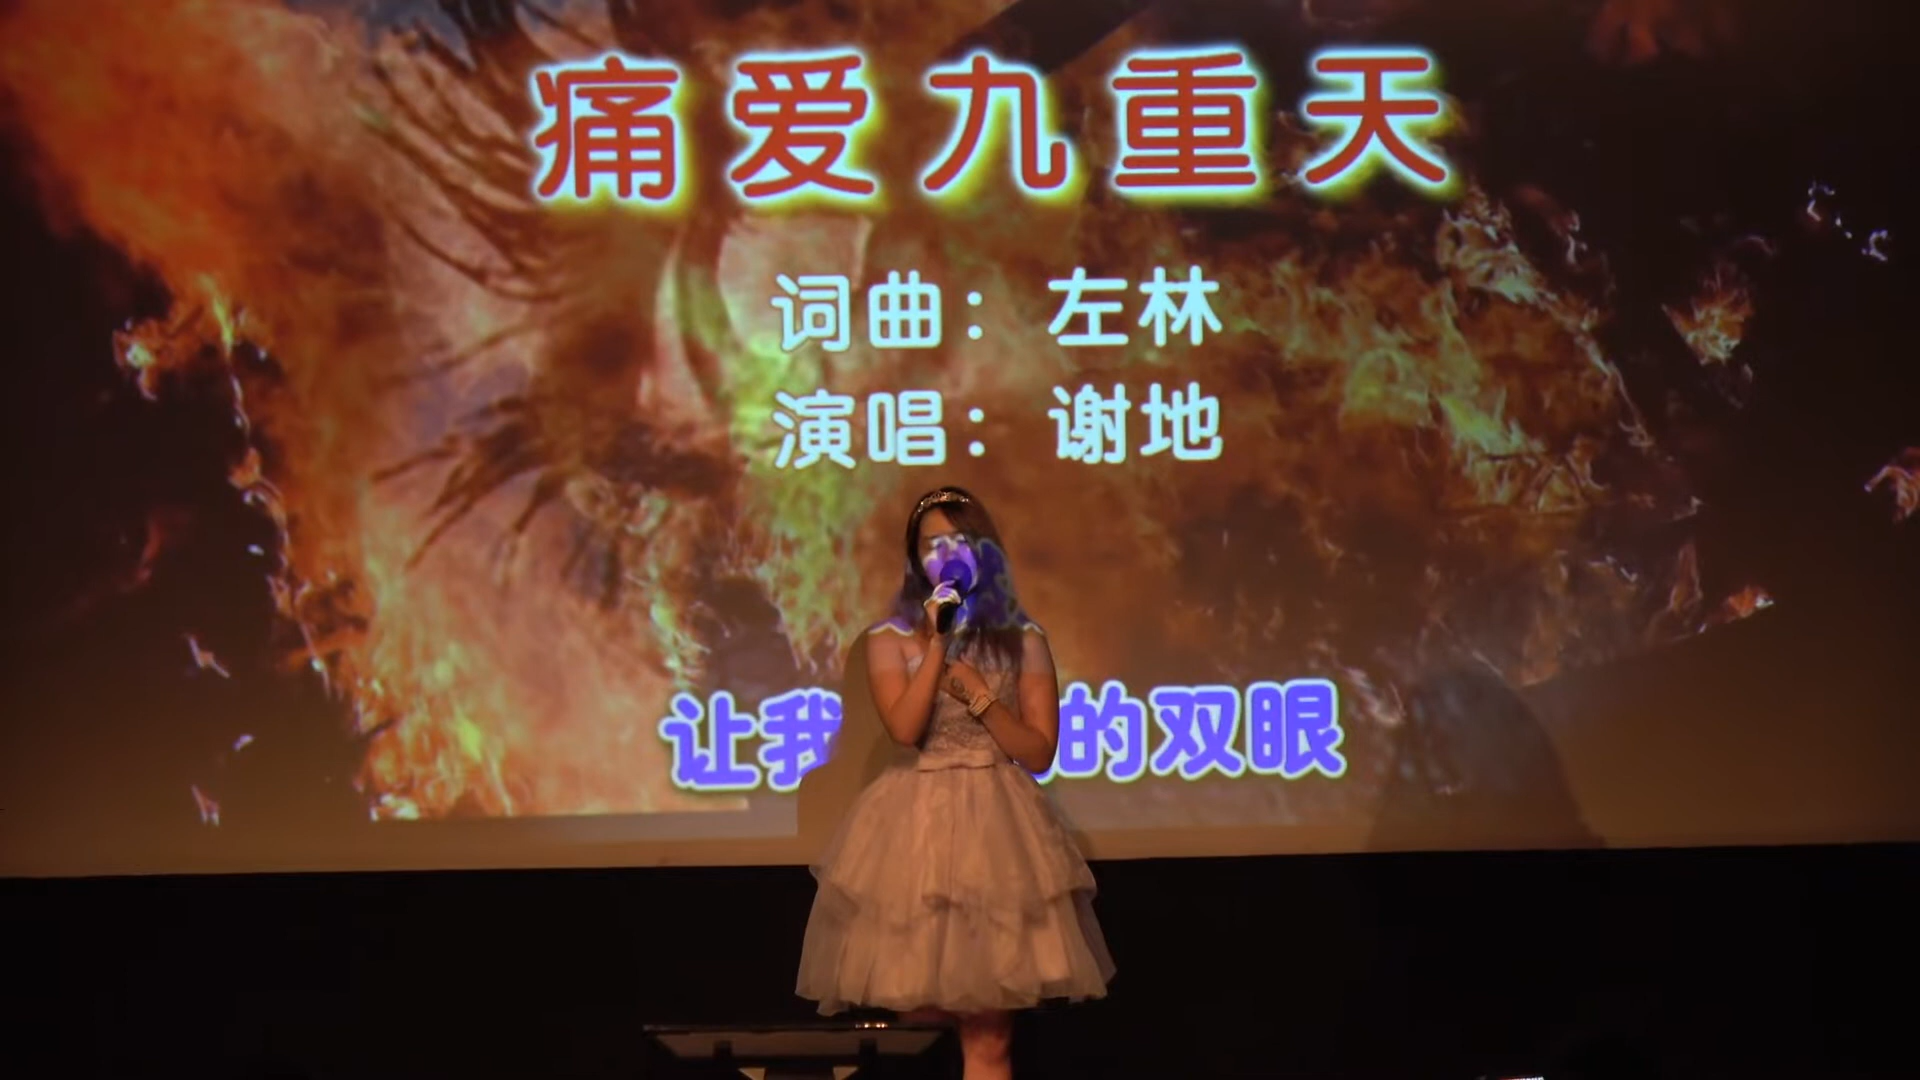 痛爱九重天
词曲：左林
演唱：谢地
让我 的双眼